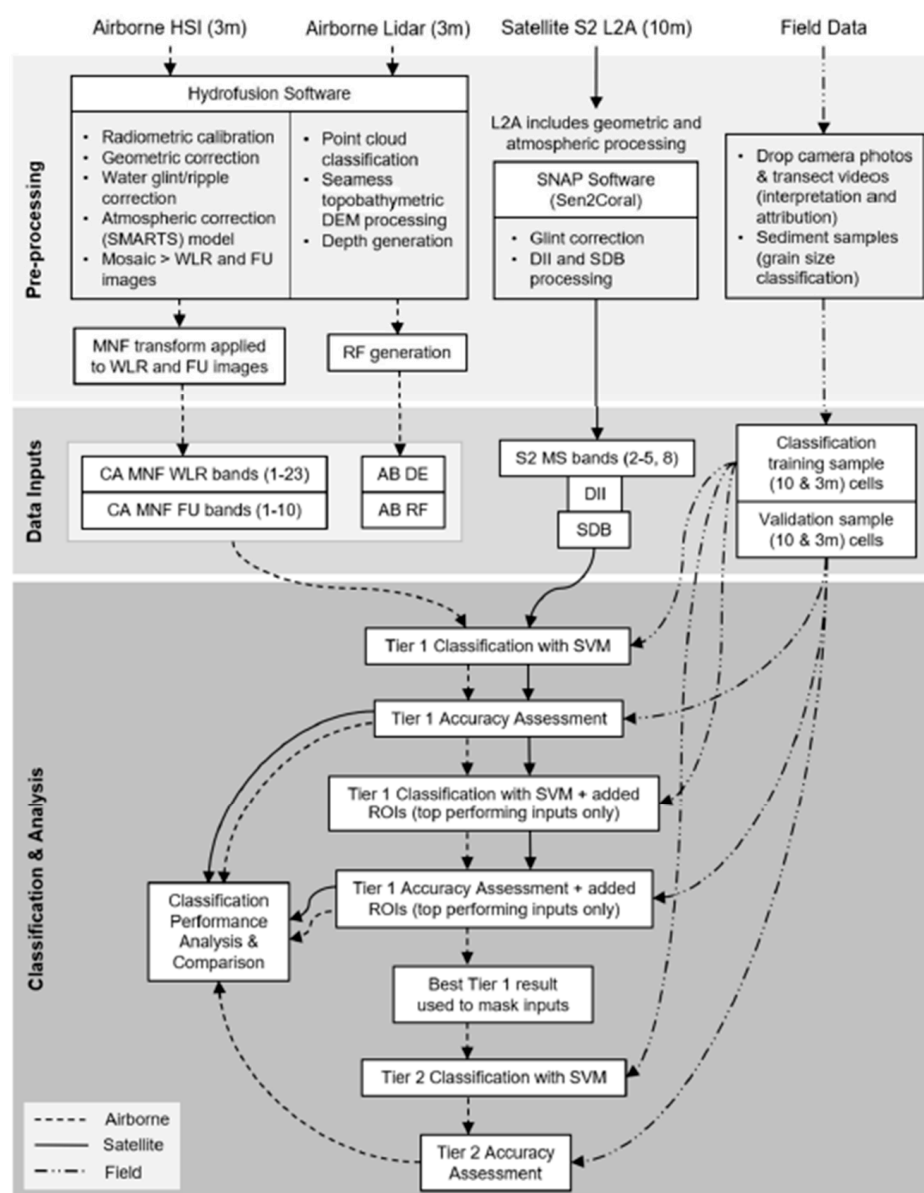 Airborne HSI (3m)
Airborne Lidar (3m)
Satellite S2 L2A (10m)
Field Data
Pre-processing
Hydrofusion Software
▪ Radiometric calibration
▪ Geometric correction
▪ Water glint/ripple
correction
▪ Atmospheric correction
(SMARTS) model
▪ Mosaic > WLR and FU
images
▪ Point cloud
classification
▪ Seamess
topobathymetric
DEM processing
▪ Depth generation
L2A includes geometric and
atmospheric processing
SNAP Software
(Sen2Coral)
▪ Glint correction
▪ DII and SDB
processing
▪ Drop camera photos
& transect videos
(interpretation and
attribution)
▪ Sediment samples
(grain size
classification)
MNF transform applied
to WLR and FU images
RF generation
Data Inputs
CA MNF WLR bands (1-23)
CA MNF FU bands (1-10)
AB DE
AB RF
S2 MS bands (2-5, 8)
DII
SDB
Classification
training sample
(10 & 3m) cells
Validation sample
(10 & 3m) cells
Classification & Analysis
Tier 1 Classification with SVM
Tier 1 Accuracy Assessment
Tier 1 Classification with SVM + added
ROIs (top performing inputs only)
Tier 1 Accuracy Assessment + added
ROIs (top performing inputs only)
Classification
Performance
Analysis &
Comparison
Best Tier 1 result
used to mask inputs
Tier 2 Classification with SVM
Tier 2 Accuracy
Assessment
Airborne
Satellite
Field